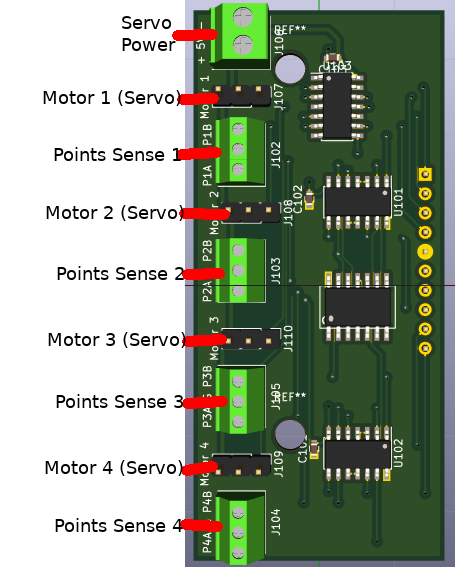 Servo
Power
+ 5V -
J106
REF**
J103
Motor 1 (Servo)
Motor 1
J107
Points Sense 1
P1B
P1A
J102
Motor 2 (Servo)
Motor 2
J108
C102
U101
Points Sense 2
P2B
P2A
J103
Motor 3 (Servo)
Motor 3
J110
Points Sense 3
P3B
P3A
J105
REF**
Motor 4 (Servo)
Motor 4
J109
U102
Points Sense 4
P4B
P4A
J104